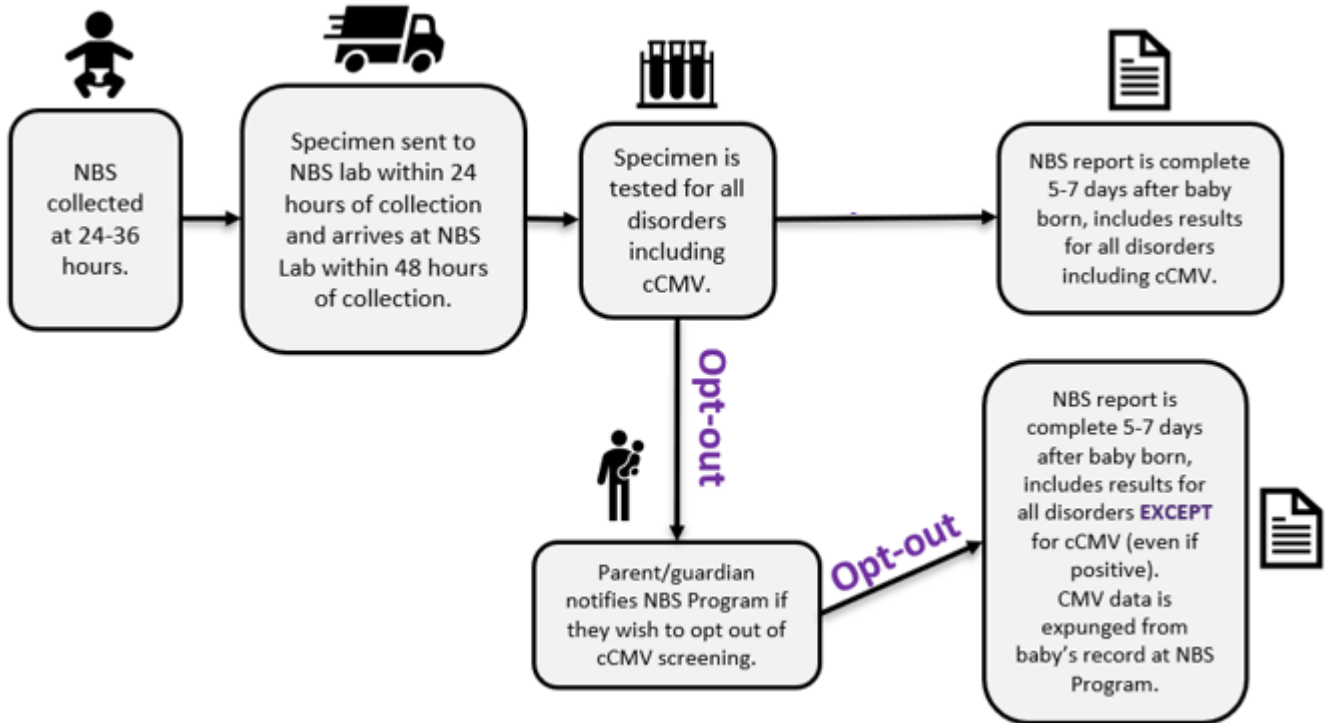 NBS
collected
at 24-36
hours.
Specimen sent to
NBS lab within 24
hours of collection
and arrives at NBS
Lab within 48 hours
of collection.
Specimen is
tested for all
disorders
including
cCMV.
NBS report is complete
5-7 days after baby
born, includes results
for all disorders
including cCMV.
Opt-out
Parent/guardian
notifies NBS Program if
they wish to opt out of
cCMV screening.
Opt-out
NBS report is
complete 5-7 days
after baby born,
includes results for
all disorders EXCEPT
for cCMV (even if
positive).
CMV data is
expunged from
baby's record at NBS
Program.